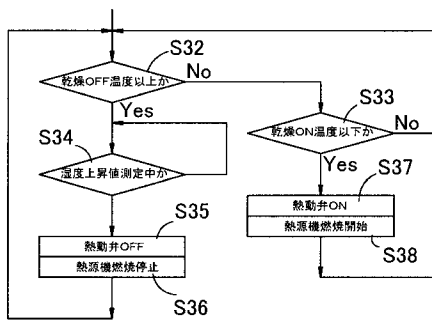 S32
乾燥OFF温度以上か
No
Yes
S33
乾燥ON温度以下か
No
Yes
S34
湿度上昇値測定中か
S37
熱動弁ON
熱源機燃焼開始
S38
S35
熱動弁OFF
熱源機燃焼停止
S36